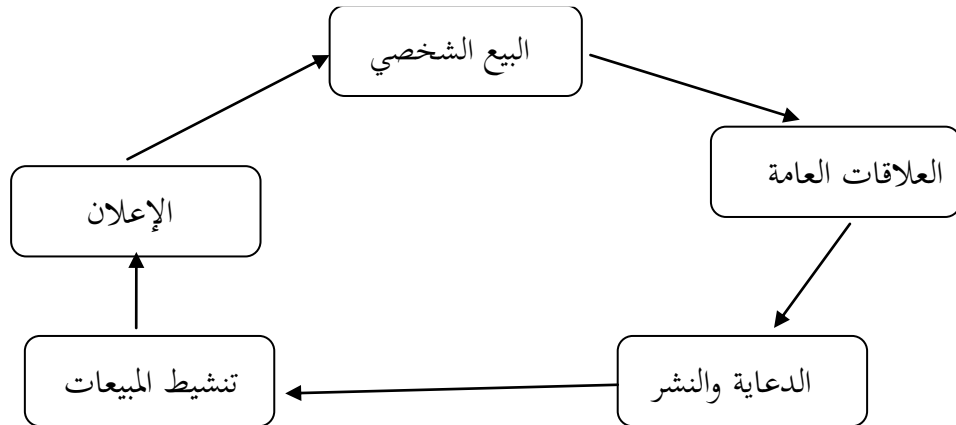 البيع الشخصي
العلاقات العامة
الإعلان
الدعاية والنشر
تنشيط المبيعات